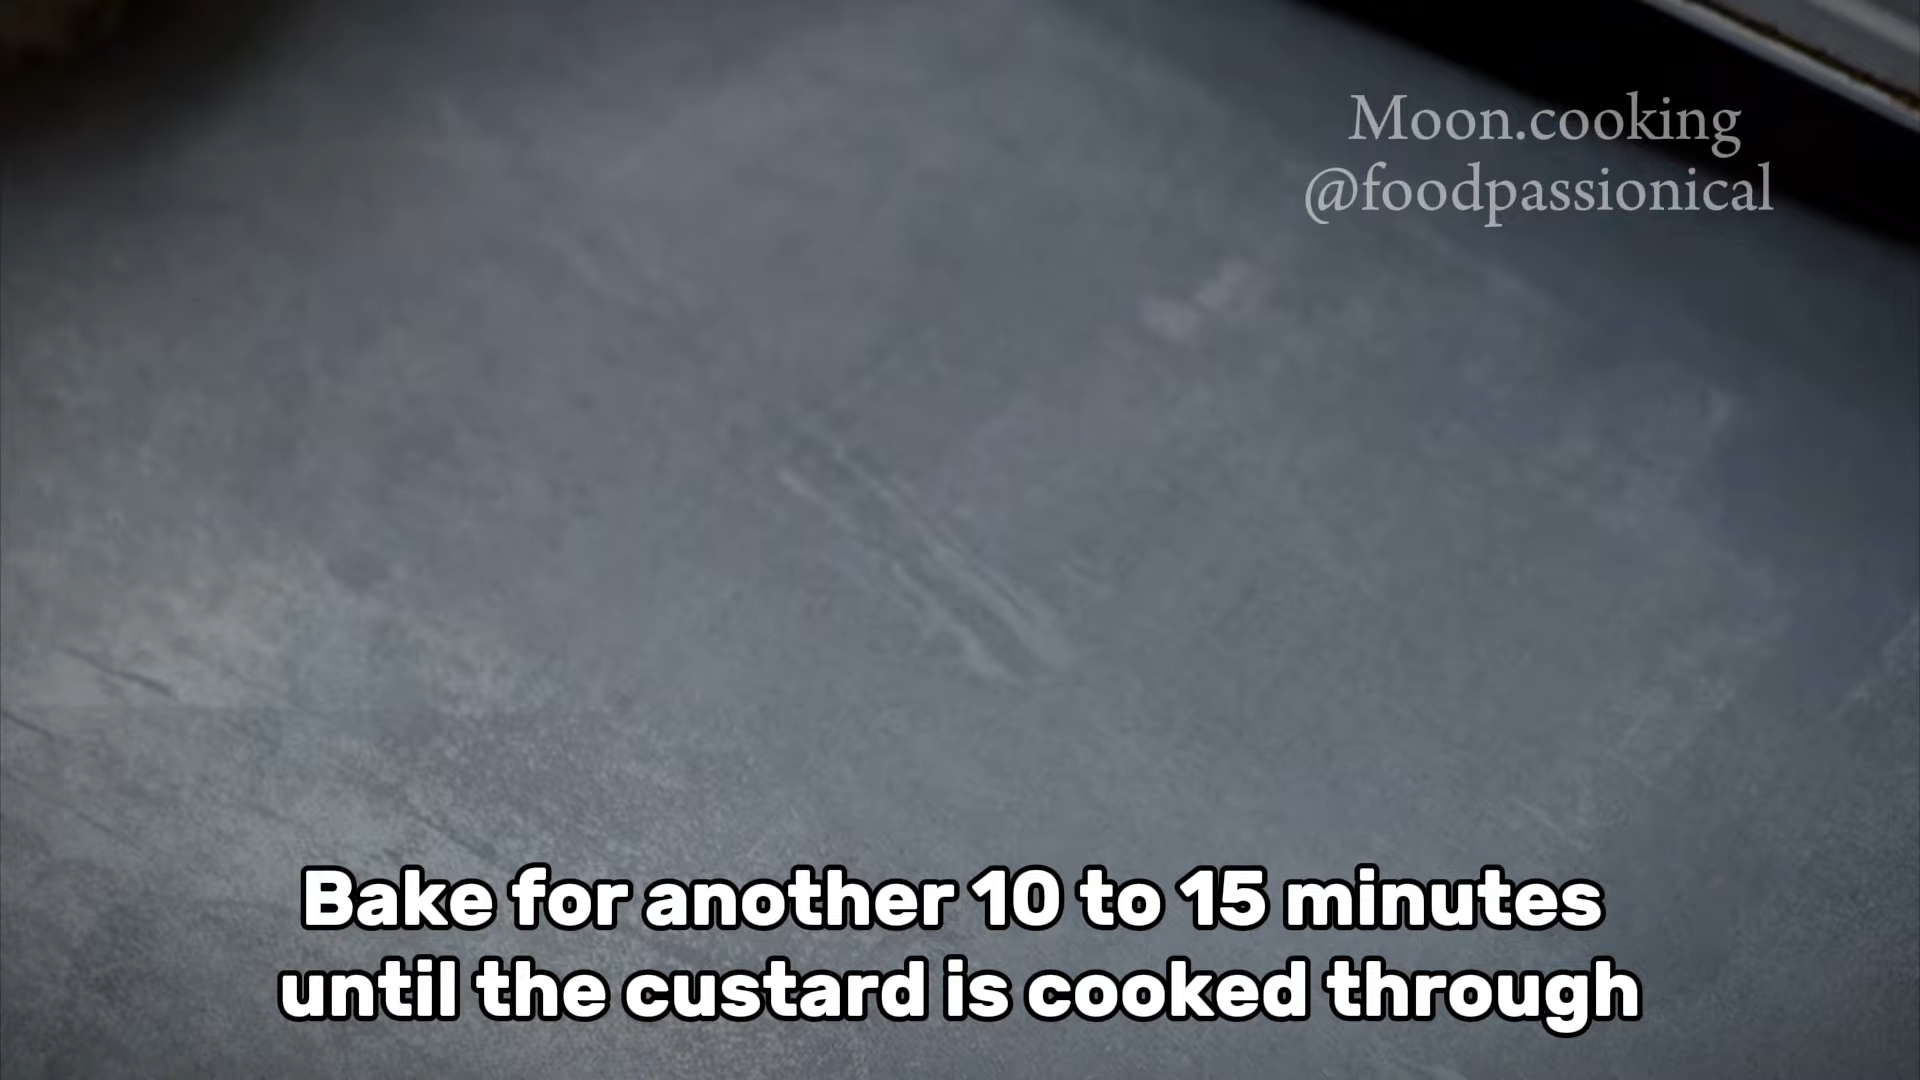 Moon.cooking
@foodpassionical
Bake for another 10 to 15 minutes
until the custard is cooked through